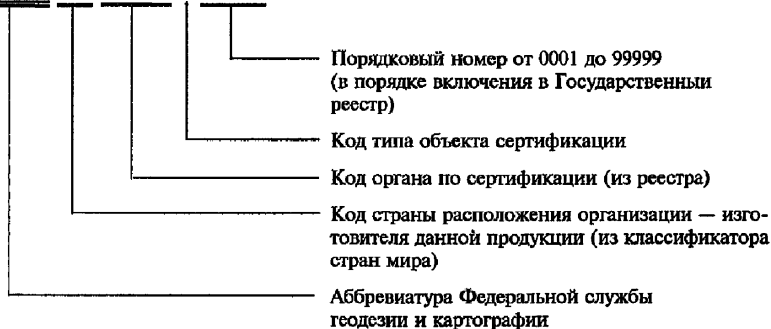 Порядковый номер от 0001 до 99999
(в порядке включения в Государственныи
реестр)
Код типа объекта сертификации
Код органа по сертификации (из реестра)
Код страны расположения организации — изго-
товителя данной продукции (из классификатора
стран мира)
Аббревиатура Федеральной службы
геодезии и картографии